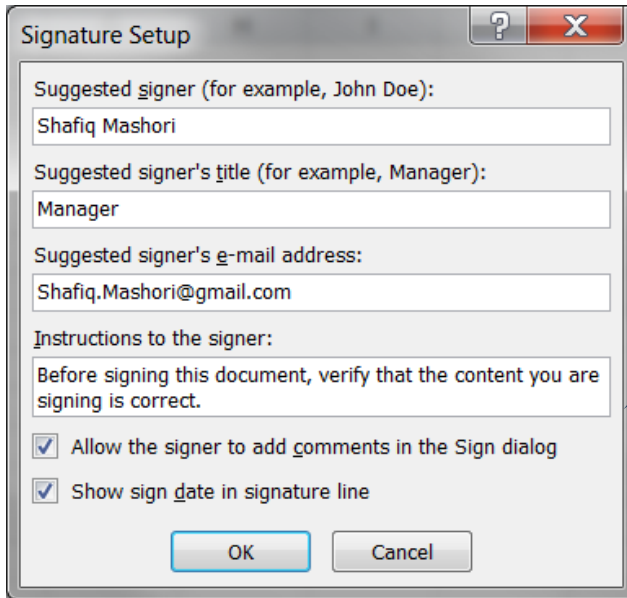 Signature Setup
Suggested signer (for example, John Doe):
Shafiq Mashori
Suggested signer's title (for example, Manager):
Manager
Suggested signer's e-mail address:
Shafiq.Mashori@gmail.com
Instructions to the signer:
Before signing this document, verify that the content you are
signing is correct.
Allow the signer to add comments in the Sign dialog
Show sign date in signature line
OK Cancel